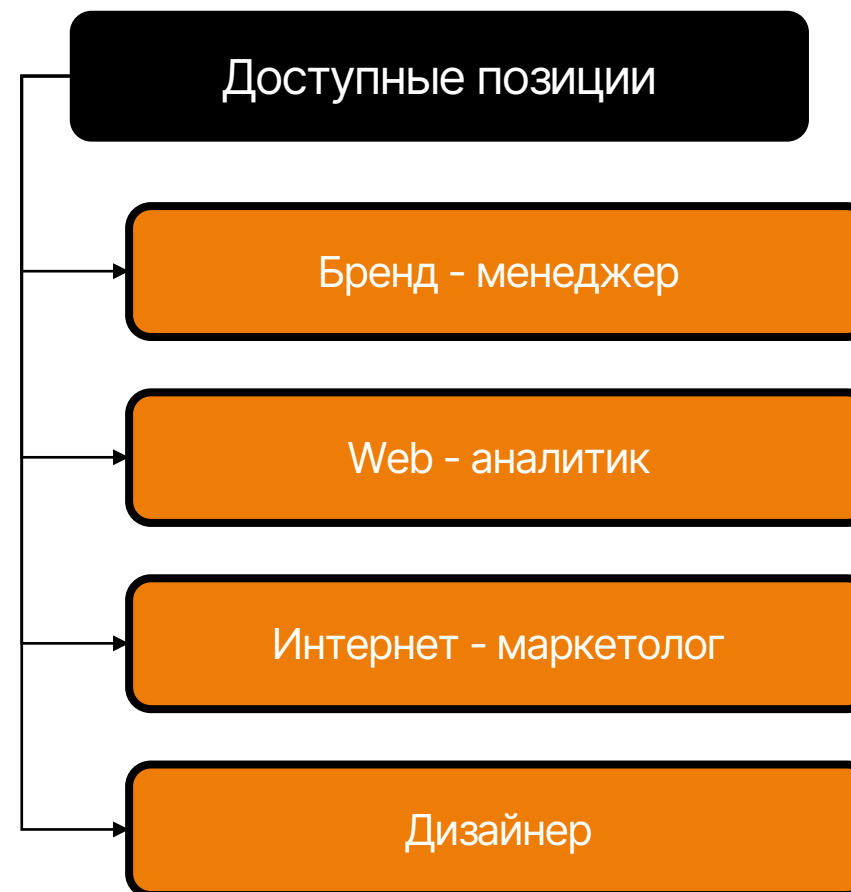 Доступные позиции
Бренд - менеджер
Web - аналитик
Интернет - маркетолог
Дизайнер